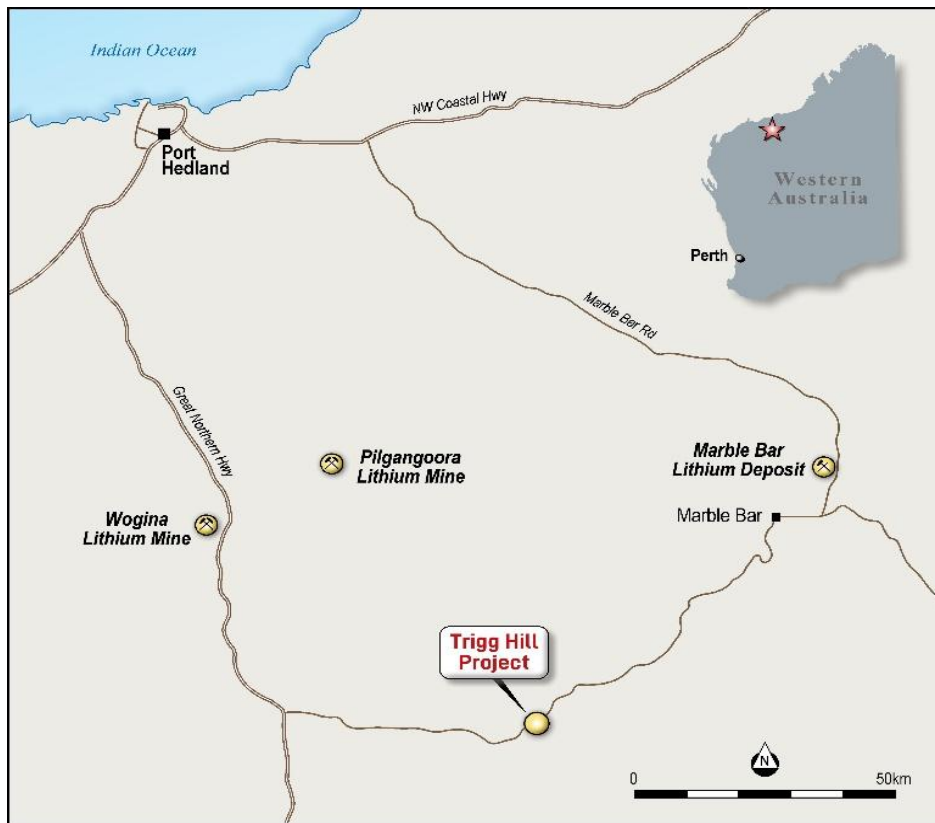 Indian Ocean
NW Coastal Hwy
Port
Hedland
Western
Australia
Perth
Marble Bar Rd
Great Northern Hwy
Pilgangoora
Lithium Mine
Marble Bar
Lithium Deposit
Wogina
Lithium Mine
Marble Bar
Trigg Hill
Project
N
0
50km